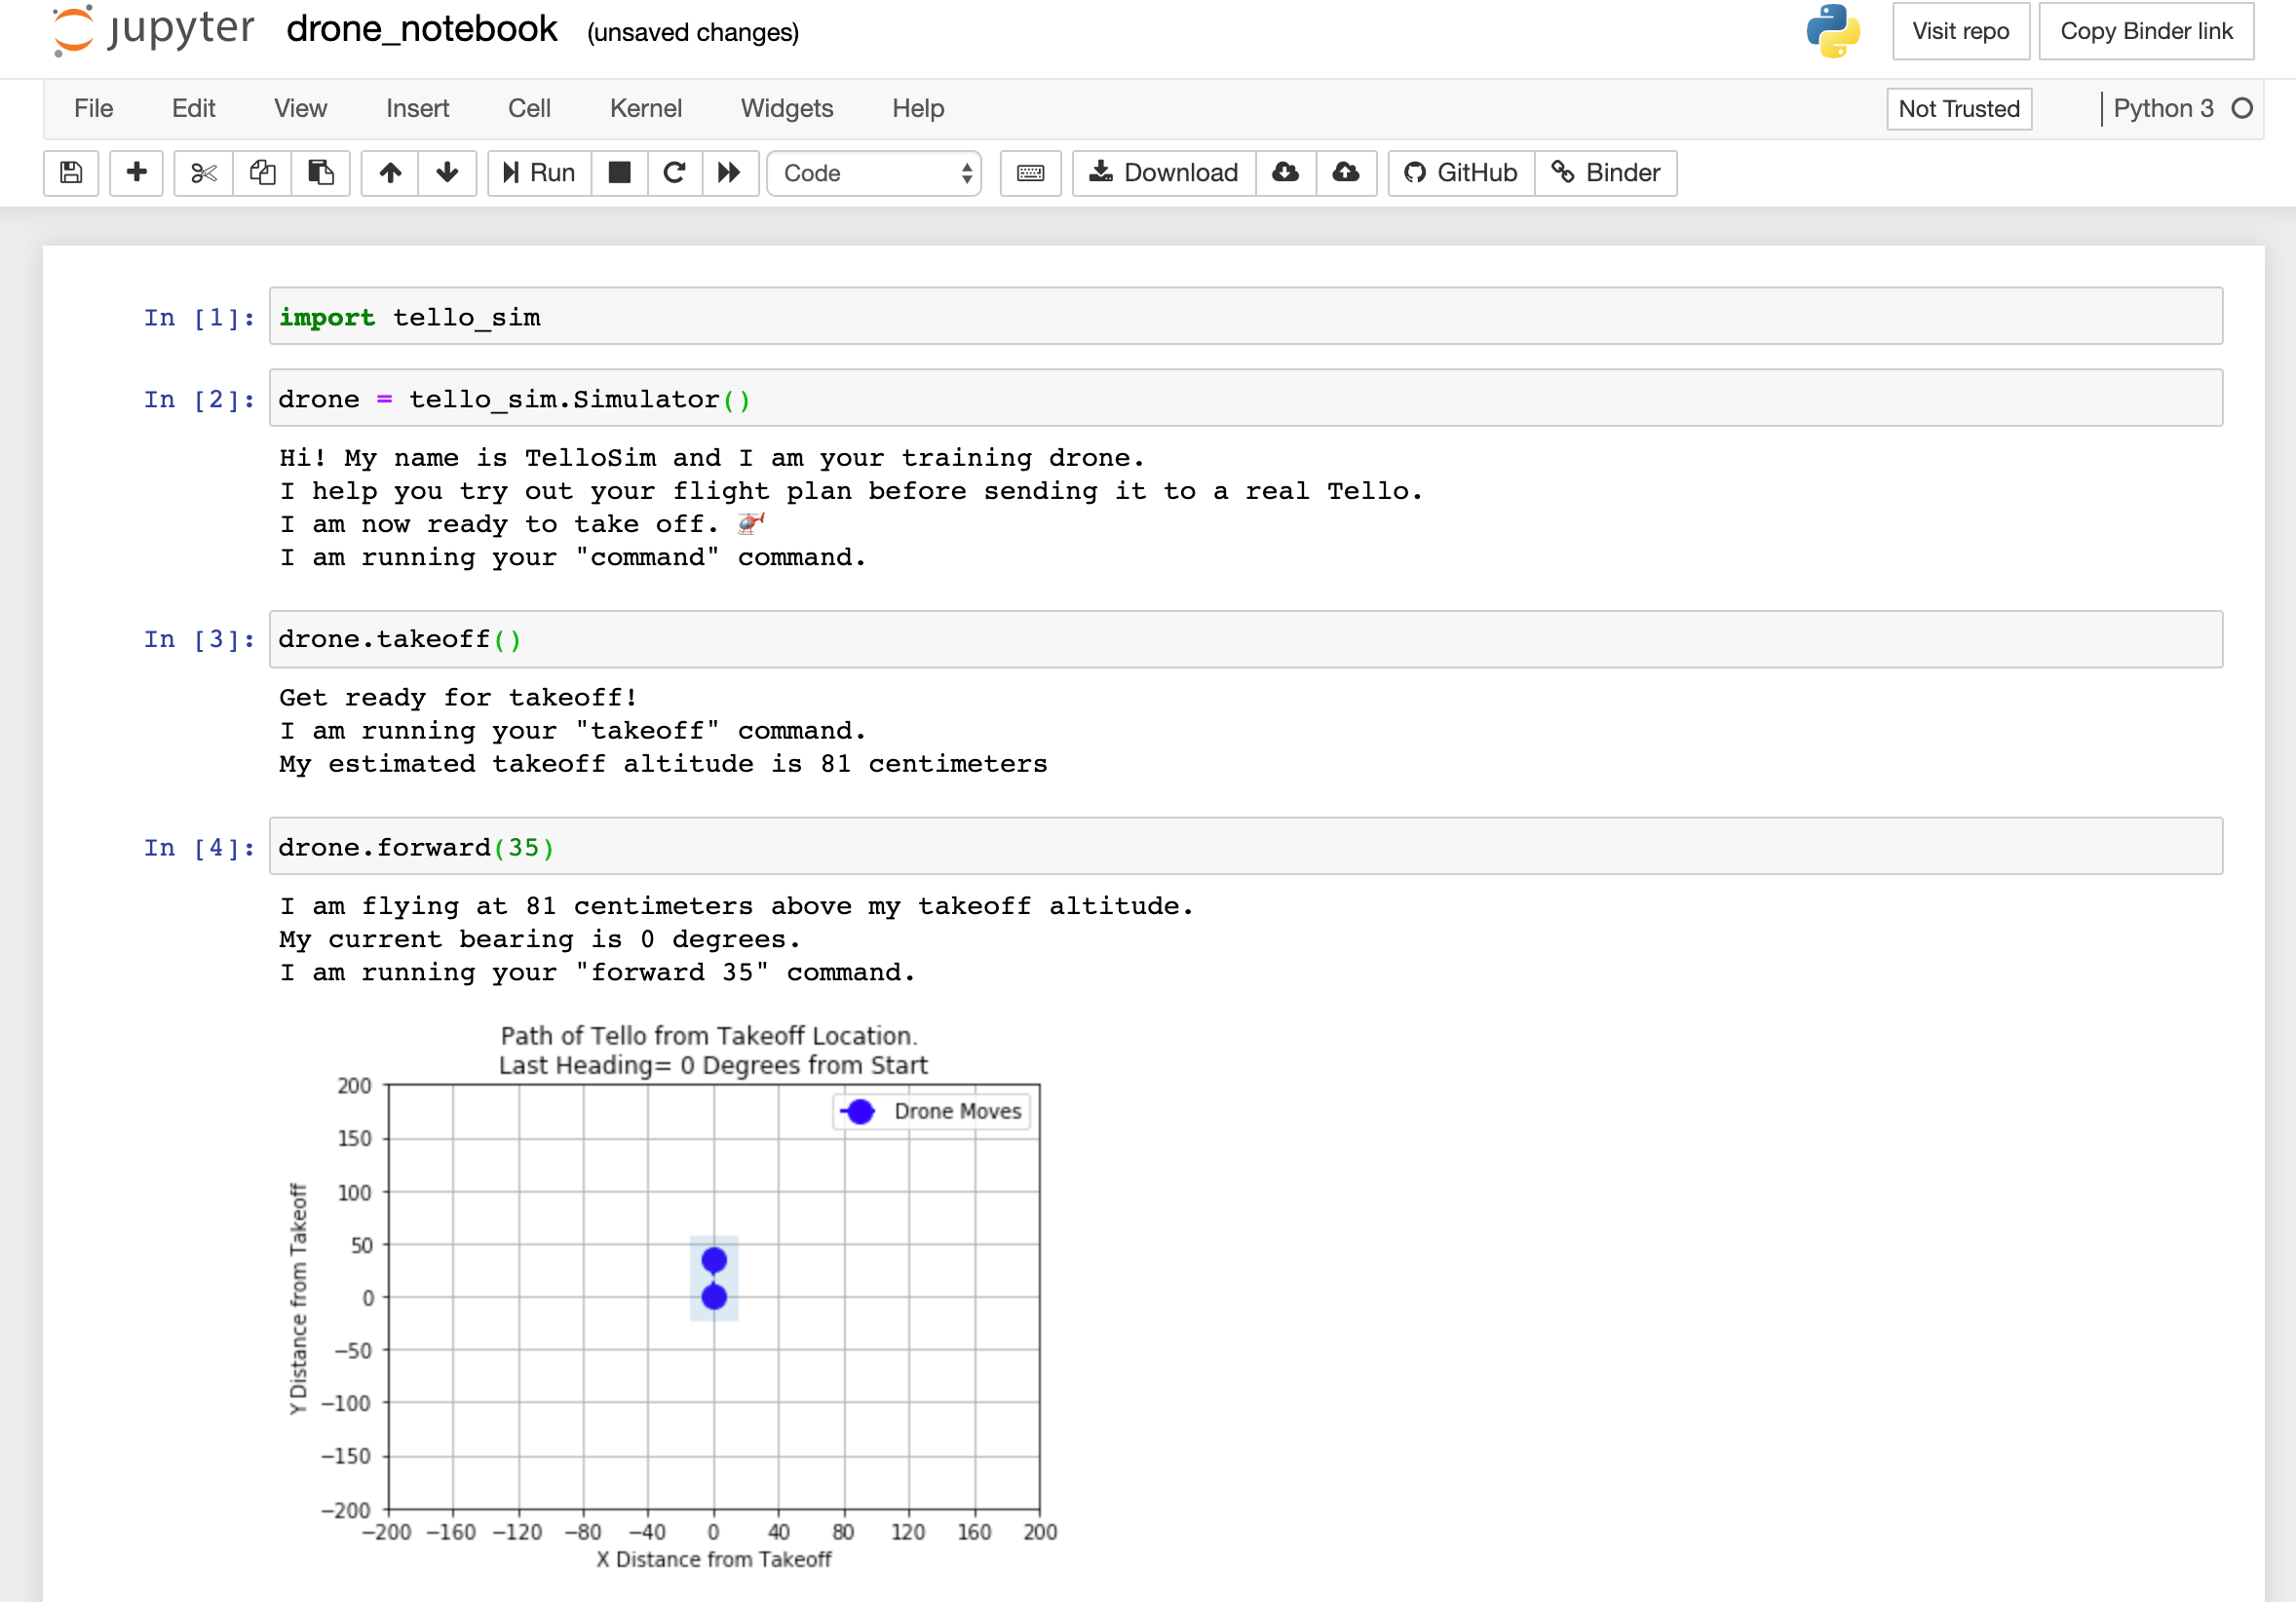 jupyter drone_notebook (unsaved changes) Visit repo Copy Binder link
File Edit View Insert Cell Kernel Widgets Help Not Trusted Python 3
Run Code Download GitHub Binder
In [1]: import tello_sim
In [2]: drone = tello_sim.Simulator()
Hi! My name is TelloSim and I am your training drone.
I help you try out your flight plan before sending it to a real Tello.
I am now ready to take off. 🚁
I am running your "command" command.
In [3]: drone.takeoff()
Get ready for takeoff!
I am running your "takeoff" command.
My estimated takeoff altitude is 81 centimeters
In [4]: drone.forward(35)
I am flying at 81 centimeters above my takeoff altitude.
My current bearing is 0 degrees.
I am running your "forward 35" command.
Path of Tello from Takeoff Location.
Last Heading= 0 Degrees from Start
Drone Moves
Y Distance from Takeoff
200
150
100
50
0
−50
−100
−150
−200
−200 −160 −120 −80 −40 0 40 80 120 160 200
X Distance from Takeoff